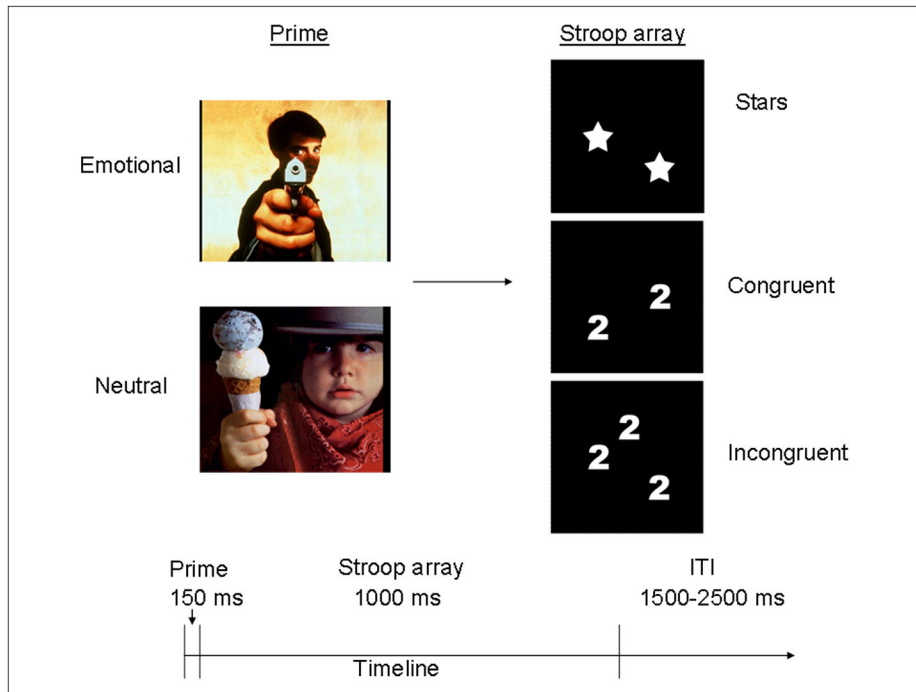 Prime
Stroop array
Emotional
Stars
Neutral
2
2
Congruent
2
2
2
Incongruent
Prime
150 ms
Stroop array
1000 ms
ITI
1500-2500 ms
Timeline